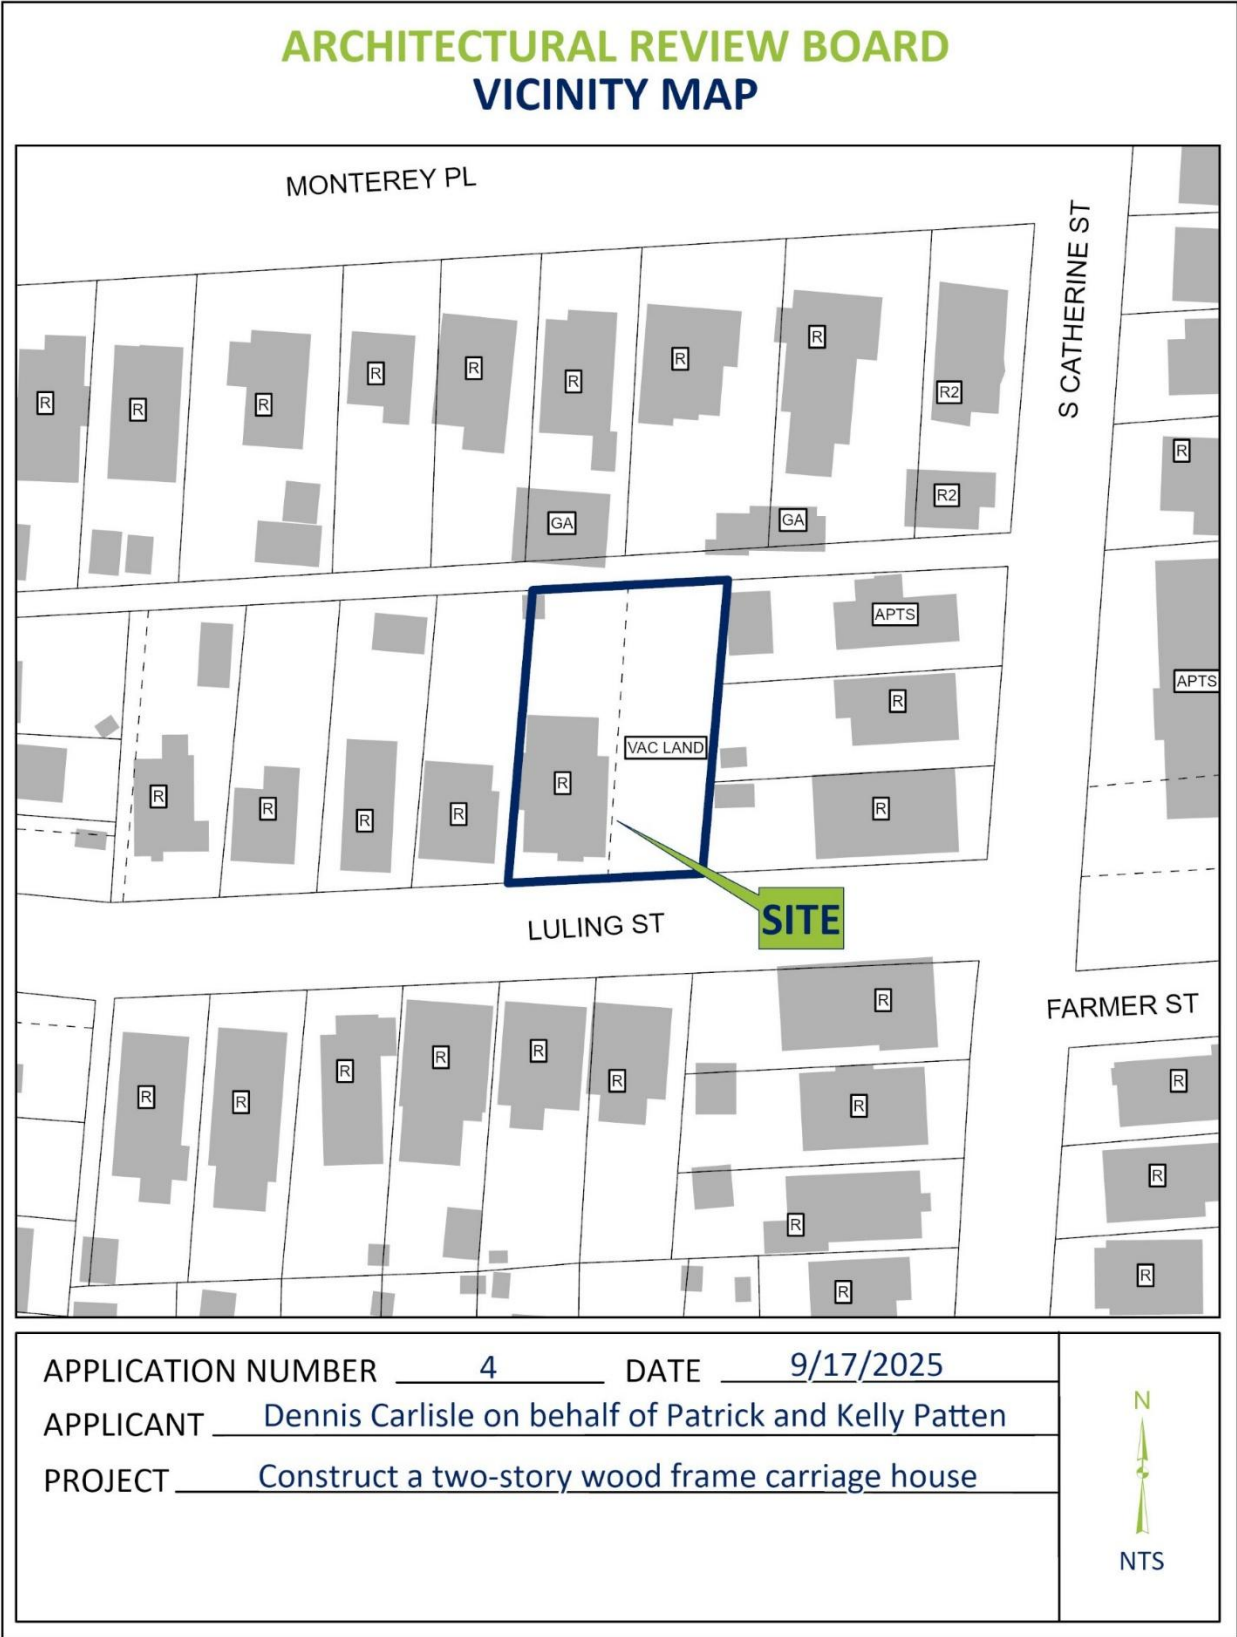 ARCHITECTURAL REVIEW BOARD
VICINITY MAP
MONTEREY PL
S CATHERINE ST
R
R
R
R
R
R
R
R
R2
R
R2
GA
GA
APTS
APTS
R
VAC LAND
R
R
R
R
R
R
R
SITE
LULING ST
R
FARMER ST
R
R
R
R
R
R
R
R
R
R
R
R
R
APPLICATION NUMBER 4 DATE 9/17/2025
APPLICANT Dennis Carlisle on behalf of Patrick and Kelly Patten
PROJECT Construct a two-story wood frame carriage house
N
NTS